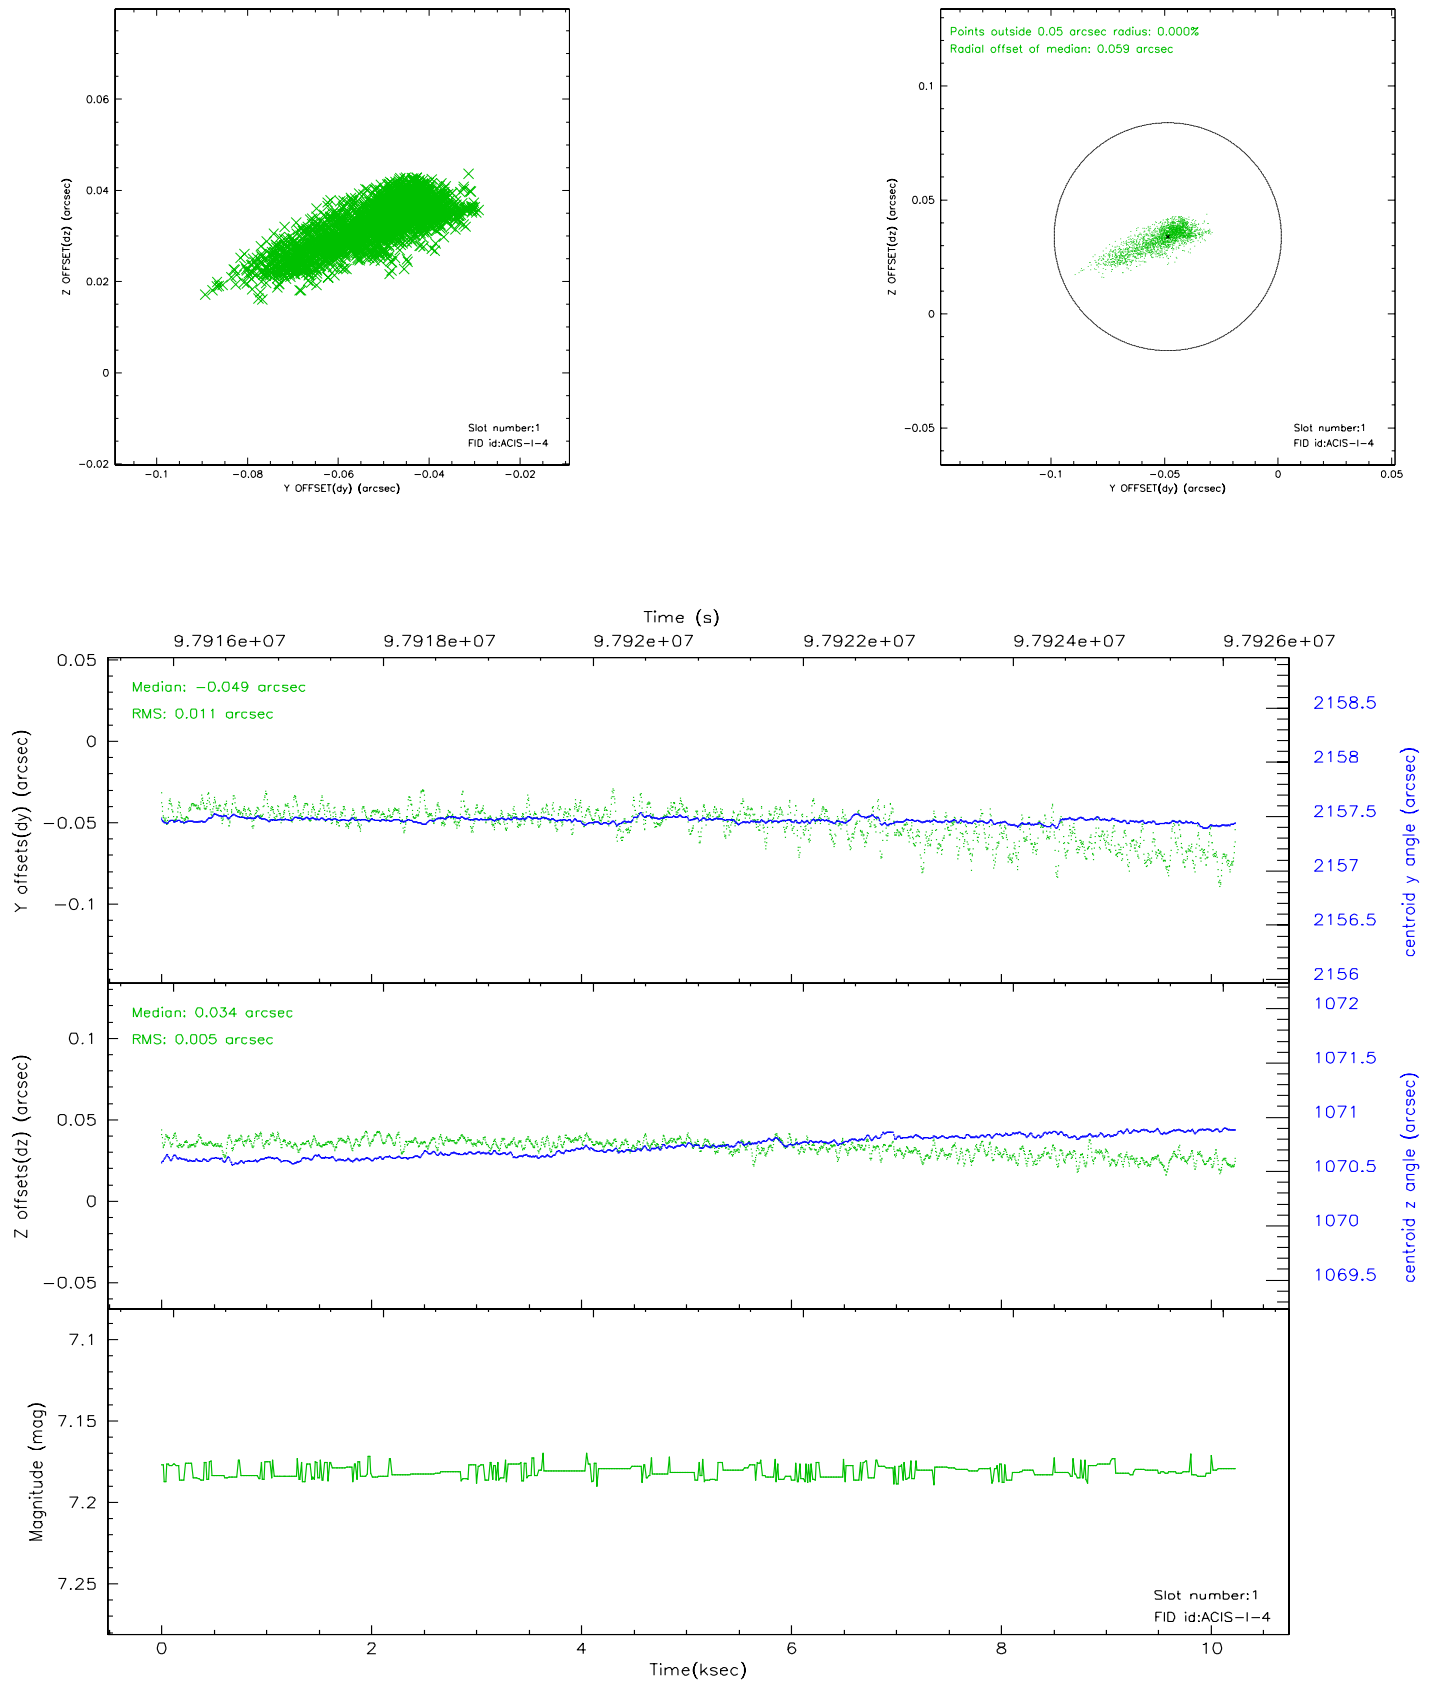 0.06
0.04
0.02
0
−0.02
Z OFFSET(dz) (arcsec)
−0.1 −0.08 −0.06 −0.04 −0.02
Y OFFSET(dy) (arcsec)
Slot number:1
FID id:ACIS−I−4
Points outside 0.05 arcsec radius: 0.000%
Radial offset of median: 0.059 arcsec
0.1
0.05
0
−0.05
Z OFFSET(dz) (arcsec)
−0.1 −0.05 0 0.05
Y OFFSET(dy) (arcsec)
Slot number:1
FID id:ACIS−I−4
Time (s)
9.7916e+07 9.7918e+07 9.792e+07 9.7922e+07 9.7924e+07 9.7926e+07
Median: −0.049 arcsec
RMS: 0.011 arcsec
0.05
0
−0.05
−0.1
Y offsets(dy) (arcsec)
2158.5
2158
2157.5
2157
2156.5
2156
centroid y angle (arcsec)
Median: 0.034 arcsec
RMS: 0.005 arcsec
0.1
0.05
0
−0.05
Z offsets(dz) (arcsec)
1072
1071.5
1071
1070.5
1070
1069.5
centroid z angle (arcsec)
7.1
7.15
7.2
7.25
Magnitude (mag)
Slot number:1
FID id:ACIS−I−4
0 2 4 6 8 10
Time(ksec)